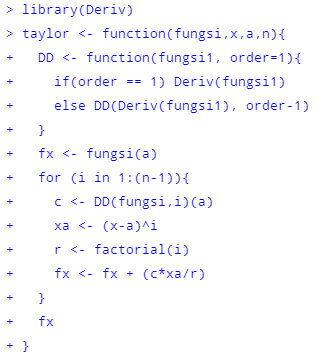 > library(Deriv)
> taylor <- function(fungsi,x,a,n){
+   DD <- function(fungsi1, order=1){
+     if(order == 1) Deriv(fungsi1)
+     else DD(Deriv(fungsi1), order-1)
+   }
+   fx <- fungsi(a)
+   for (i in 1:(n-1)){
+     c <- DD(fungsi,i)(a)
+     xa <- (x-a)^i
+     r <- factorial(i)
+     fx <- fx + (c*xa/r)
+   }
+   fx
+ }